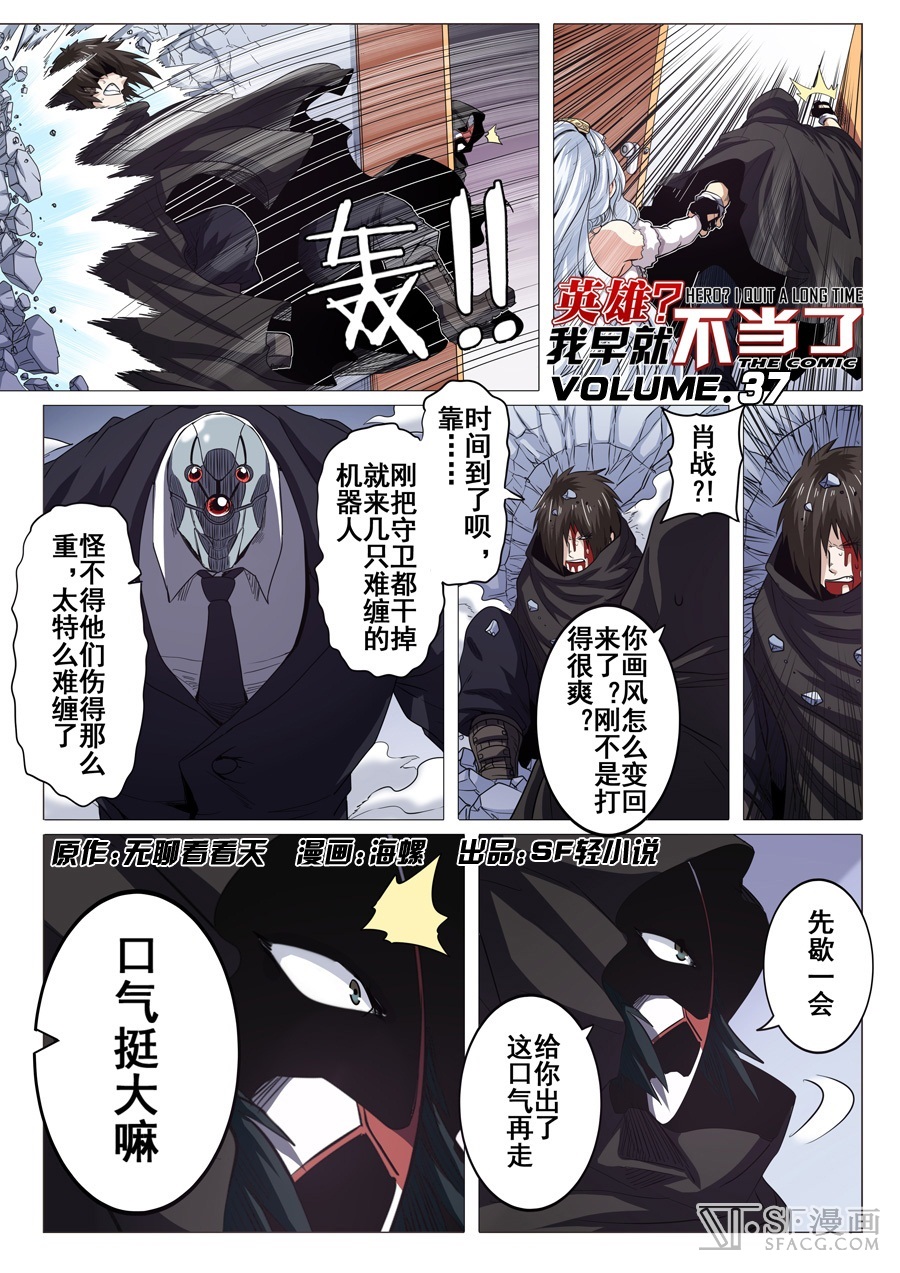 轰!!
英雄?
HERO? I QUIT A LONG TIME
我早就不当了
THE COMIC
VOLUME.37
肖
战?!
你画风怎么变回
来了?刚不是打
得很爽?
时间到了呗,
靠……
刚把守卫都干掉
就来几只难缠的
机器人
怪不得他们伤得那么
重,太特么难缠了
原作:无聊看看天 漫画:海螺 出品:SF轻小说
先歇一会
给你出了
这口气再走
口气挺大嘛
SF漫画
SFACG.COM